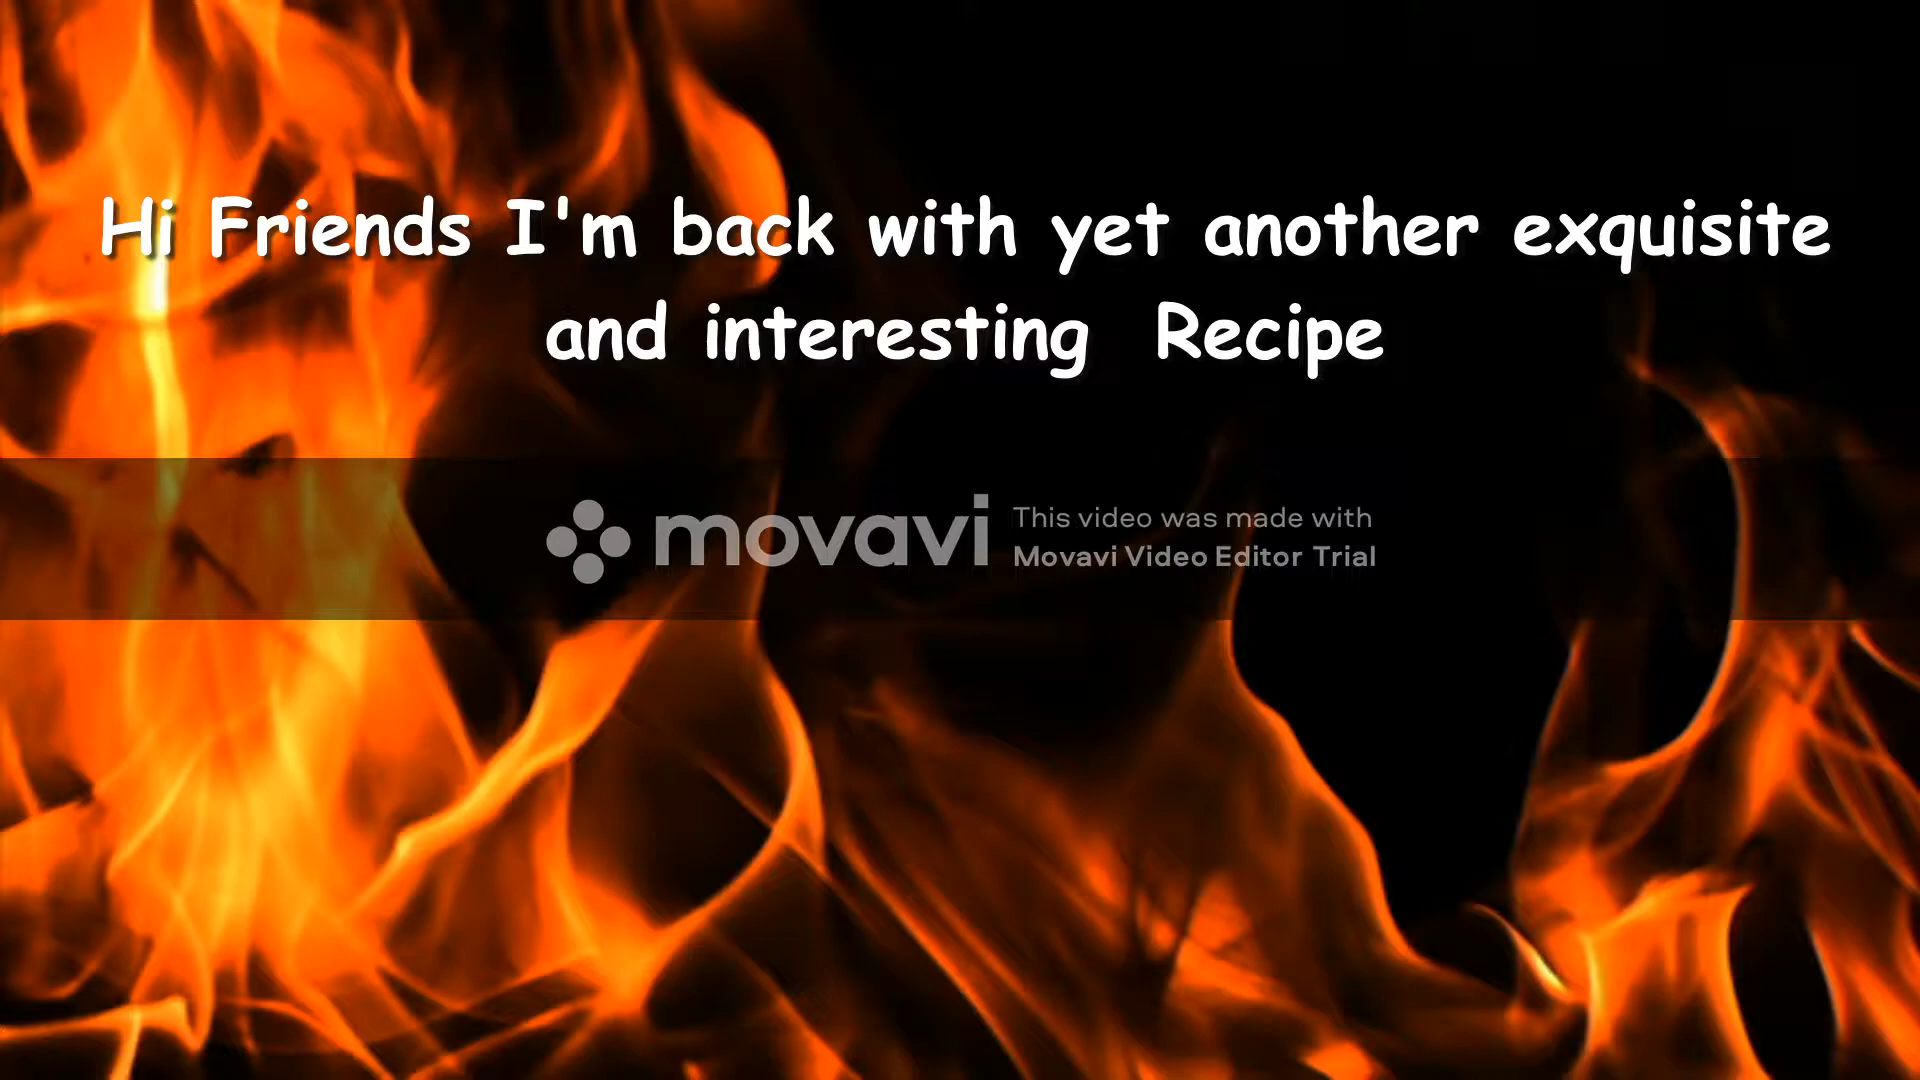 Hi Friends I'm back with yet another exquisite
and interesting  Recipe
movavi
This video was made with
Movavi Video Editor Trial